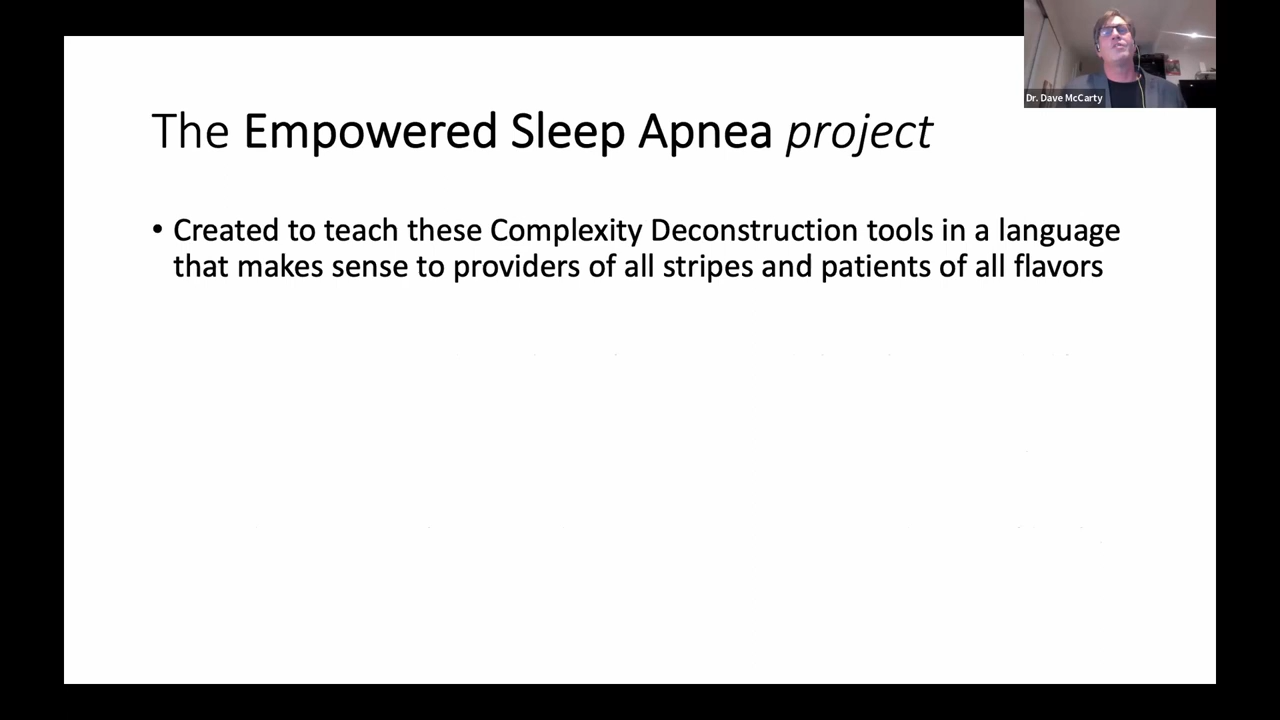 Dr. Dave McCarty
The Empowered Sleep Apnea project
• Created to teach these Complexity Deconstruction tools in a language
that makes sense to providers of all stripes and patients of all flavors